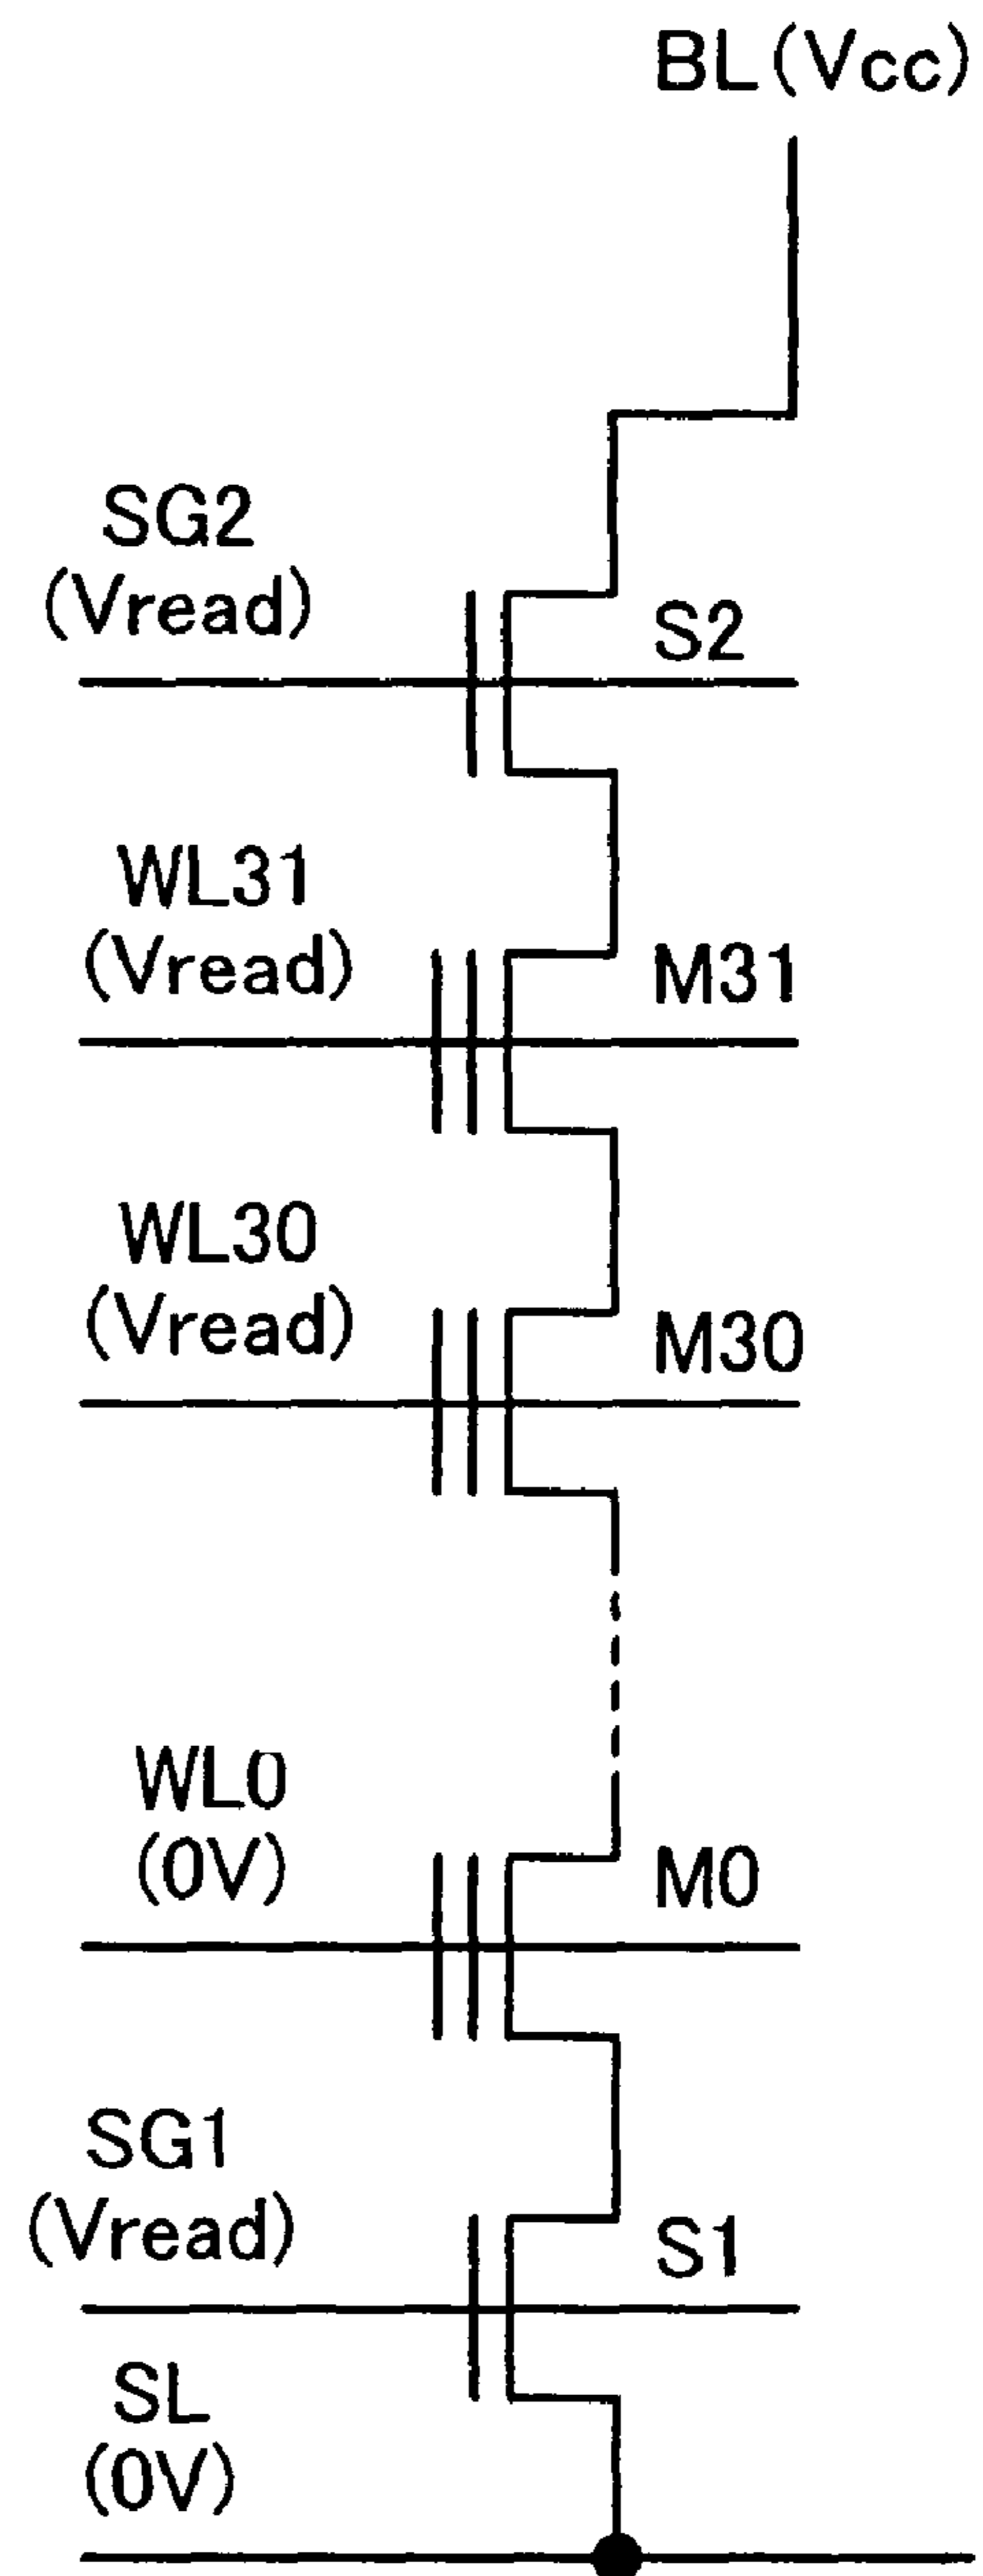 BL(Vcc)
SG2
(Vread)
S2
WL31
(Vread)
M31
WL30
(Vread)
M30
WL0
(0V)
M0
SG1
(Vread)
S1
SL
(0V)